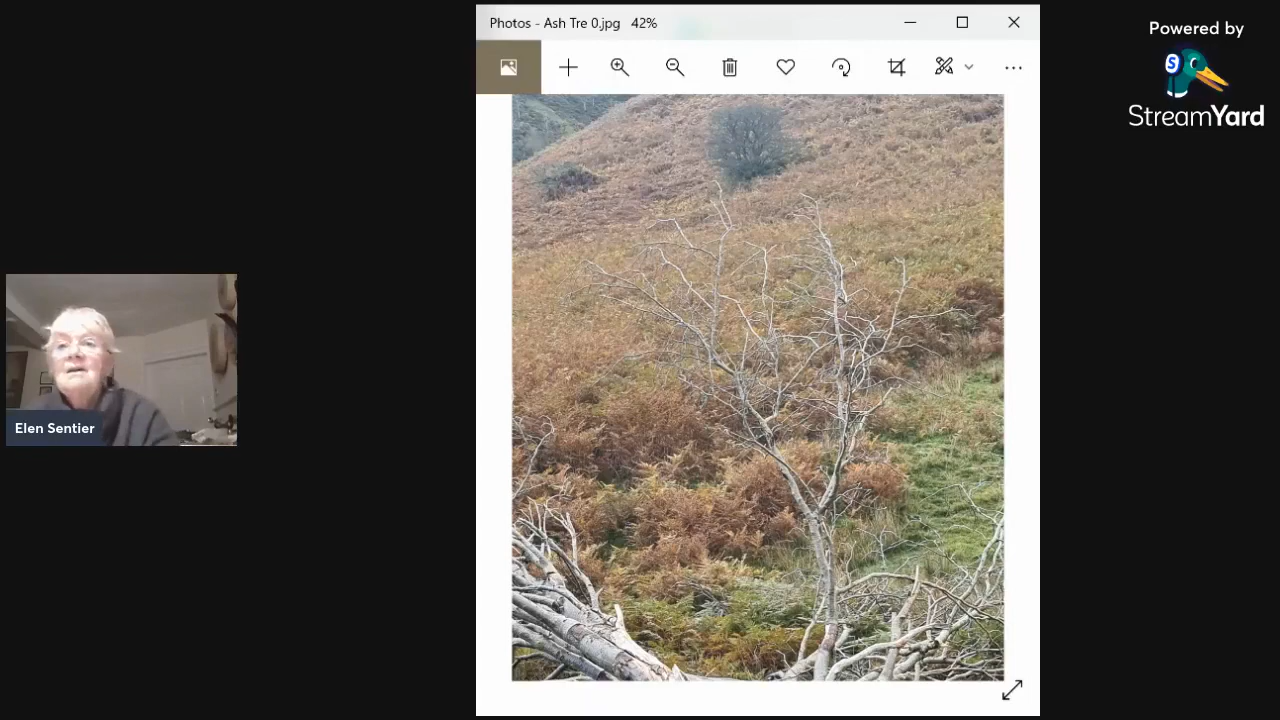 Photos - Ash Tre 0.jpg 42%
Powered by
S
StreamYard
Elen Sentier